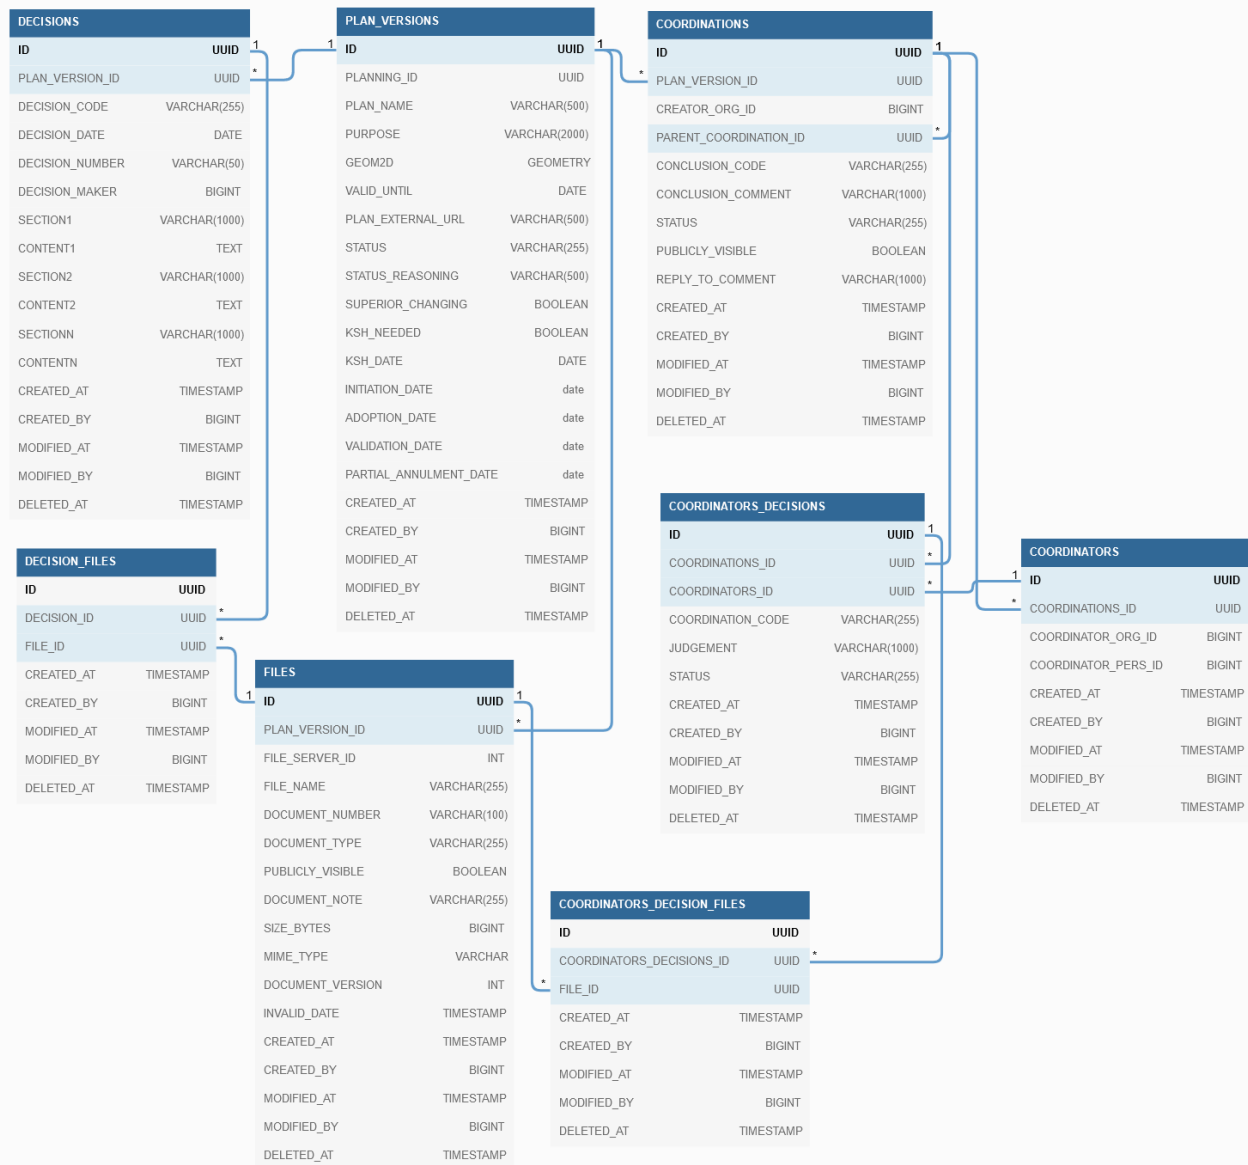 DECISIONS
ID UUID 1
PLAN_VERSION_ID UUID *
DECISION_CODE VARCHAR(255)
DECISION_DATE DATE
DECISION_NUMBER VARCHAR(50)
DECISION_MAKER BIGINT
SECTION1 VARCHAR(1000)
CONTENT1 TEXT
SECTION2 VARCHAR(1000)
CONTENT2 TEXT
SECTIONN VARCHAR(1000)
CONTENTN TEXT
CREATED_AT TIMESTAMP
CREATED_BY BIGINT
MODIFIED_AT TIMESTAMP
MODIFIED_BY BIGINT
DELETED_AT TIMESTAMP
PLAN_VERSIONS
1 ID UUID 1
PLANNING_ID UUID
PLAN_NAME VARCHAR(500)
PURPOSE VARCHAR(2000)
GEOM2D GEOMETRY
VALID_UNTIL DATE
PLAN_EXTERNAL_URL VARCHAR(500)
STATUS VARCHAR(255)
STATUS_REASONING VARCHAR(500)
SUPERIOR_CHANGING BOOLEAN
KSH_NEEDED BOOLEAN
KSH_DATE DATE
INITIATION_DATE date
ADOPTION_DATE date
VALIDATION_DATE date
PARTIAL_ANNULMENT_DATE date
CREATED_AT TIMESTAMP
CREATED_BY BIGINT
MODIFIED_AT TIMESTAMP
MODIFIED_BY BIGINT
DELETED_AT TIMESTAMP
COORDINATIONS
ID UUID 1
* PLAN_VERSION_ID UUID
CREATOR_ORG_ID BIGINT
PARENT_COORDINATION_ID UUID *
CONCLUSION_CODE VARCHAR(255)
CONCLUSION_COMMENT VARCHAR(1000)
STATUS VARCHAR(255)
PUBLICLY_VISIBLE BOOLEAN
REPLY_TO_COMMENT VARCHAR(1000)
CREATED_AT TIMESTAMP
CREATED_BY BIGINT
MODIFIED_AT TIMESTAMP
MODIFIED_BY BIGINT
DELETED_AT TIMESTAMP
COORDINATORS_DECISIONS
ID UUID 1
COORDINATIONS_ID UUID *
COORDINATORS_ID UUID *
COORDINATION_CODE VARCHAR(255)
JUDGEMENT VARCHAR(1000)
STATUS VARCHAR(255)
CREATED_AT TIMESTAMP
CREATED_BY BIGINT
MODIFIED_AT TIMESTAMP
MODIFIED_BY BIGINT
DELETED_AT TIMESTAMP
COORDINATORS
1 ID UUID
* COORDINATIONS_ID UUID
COORDINATOR_ORG_ID BIGINT
COORDINATOR_PERS_ID BIGINT
CREATED_AT TIMESTAMP
CREATED_BY BIGINT
MODIFIED_AT TIMESTAMP
MODIFIED_BY BIGINT
DELETED_AT TIMESTAMP
DECISION_FILES
ID UUID
DECISION_ID UUID *
FILE_ID UUID *
CREATED_AT TIMESTAMP
CREATED_BY BIGINT
MODIFIED_AT TIMESTAMP
MODIFIED_BY BIGINT
DELETED_AT TIMESTAMP
FILES
1 ID UUID 1
PLAN_VERSION_ID UUID *
FILE_SERVER_ID INT
FILE_NAME VARCHAR(255)
DOCUMENT_NUMBER VARCHAR(100)
DOCUMENT_TYPE VARCHAR(255)
PUBLICLY_VISIBLE BOOLEAN
DOCUMENT_NOTE VARCHAR(255)
SIZE_BYTES BIGINT
MIME_TYPE VARCHAR
DOCUMENT_VERSION INT
INVALID_DATE TIMESTAMP
CREATED_AT TIMESTAMP
CREATED_BY BIGINT
MODIFIED_AT TIMESTAMP
MODIFIED_BY BIGINT
DELETED_AT TIMESTAMP
COORDINATORS_DECISION_FILES
ID UUID
COORDINATORS_DECISIONS_ID UUID *
* FILE_ID UUID
CREATED_AT TIMESTAMP
CREATED_BY BIGINT
MODIFIED_AT TIMESTAMP
MODIFIED_BY BIGINT
DELETED_AT TIMESTAMP